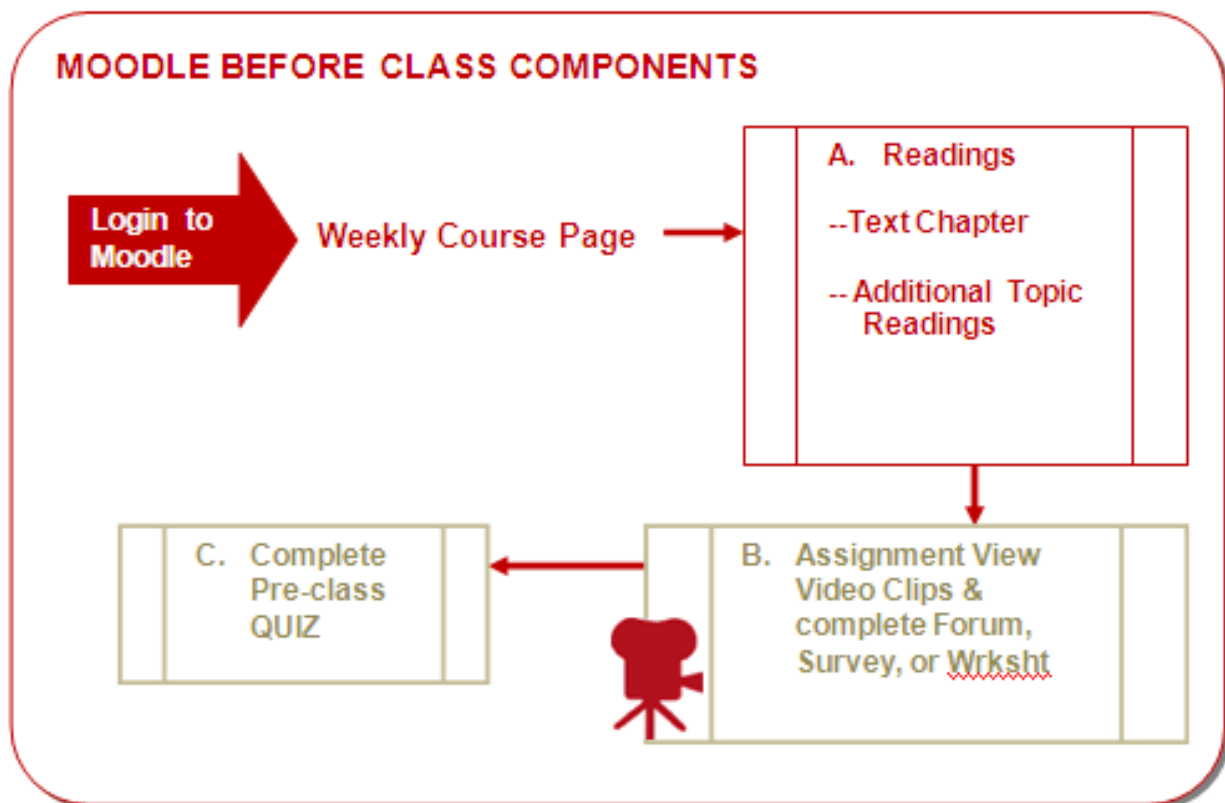 MOODLE BEFORE CLASS COMPONENTS
Login to
Moodle
Weekly Course Page
A. Readings
--Text Chapter
-- Additional Topic
Readings
B. Assignment View
Video Clips &
complete Forum,
Survey, or Wrksht
C. Complete
Pre-class
QUIZ